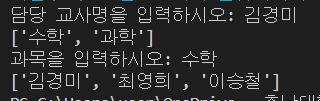 담당 교사명을 입력하시오: 김경미
['수학', '과학']
과목을 입력하시오: 수학
['김경미', '최영희', '이승철']